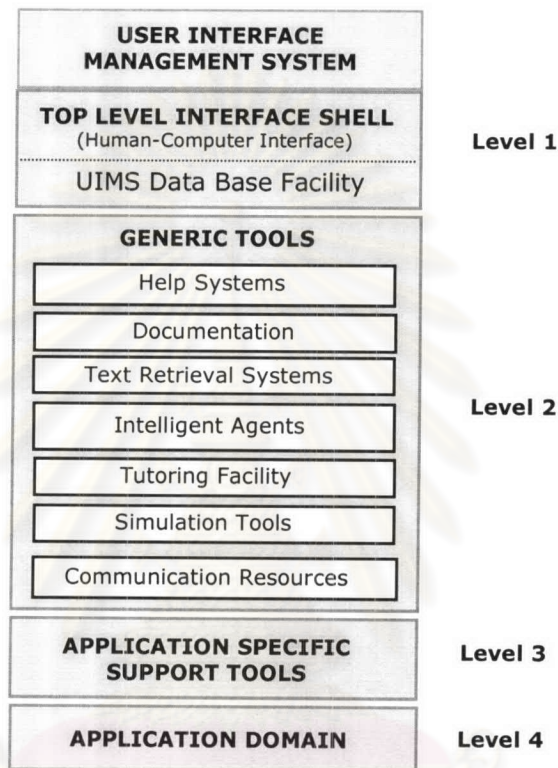 USER INTERFACE
MANAGEMENT SYSTEM
TOP LEVEL INTERFACE SHELL
(Human-Computer Interface)
Level 1
UIMS Data Base Facility
GENERIC TOOLS
Help Systems
Documentation
Text Retrieval Systems
Level 2
Intelligent Agents
Tutoring Facility
Simulation Tools
Communication Resources
APPLICATION SPECIFIC
SUPPORT TOOLS
Level 3
APPLICATION DOMAIN
Level 4